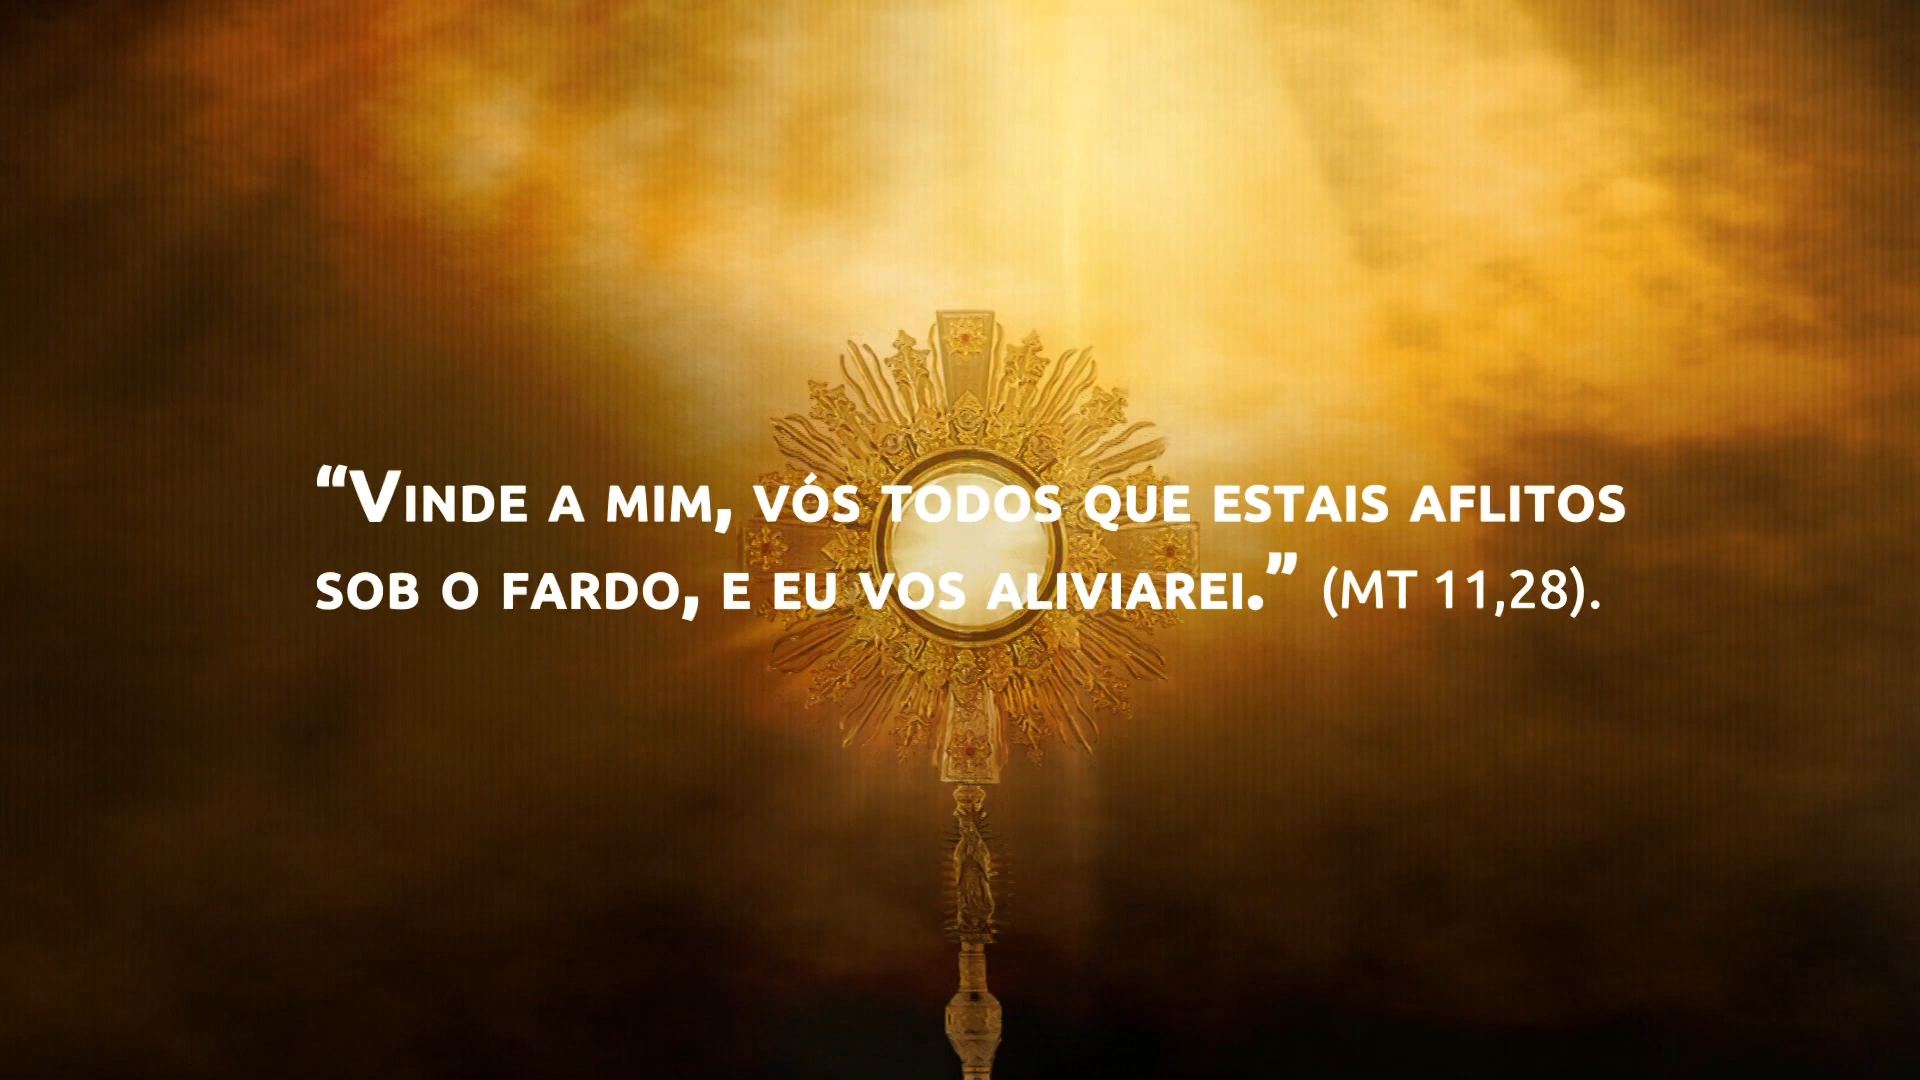 “Vinde a mim, vós todos que estais aflitos
sob o fardo, e eu vos aliviarei.” (MT 11,28).